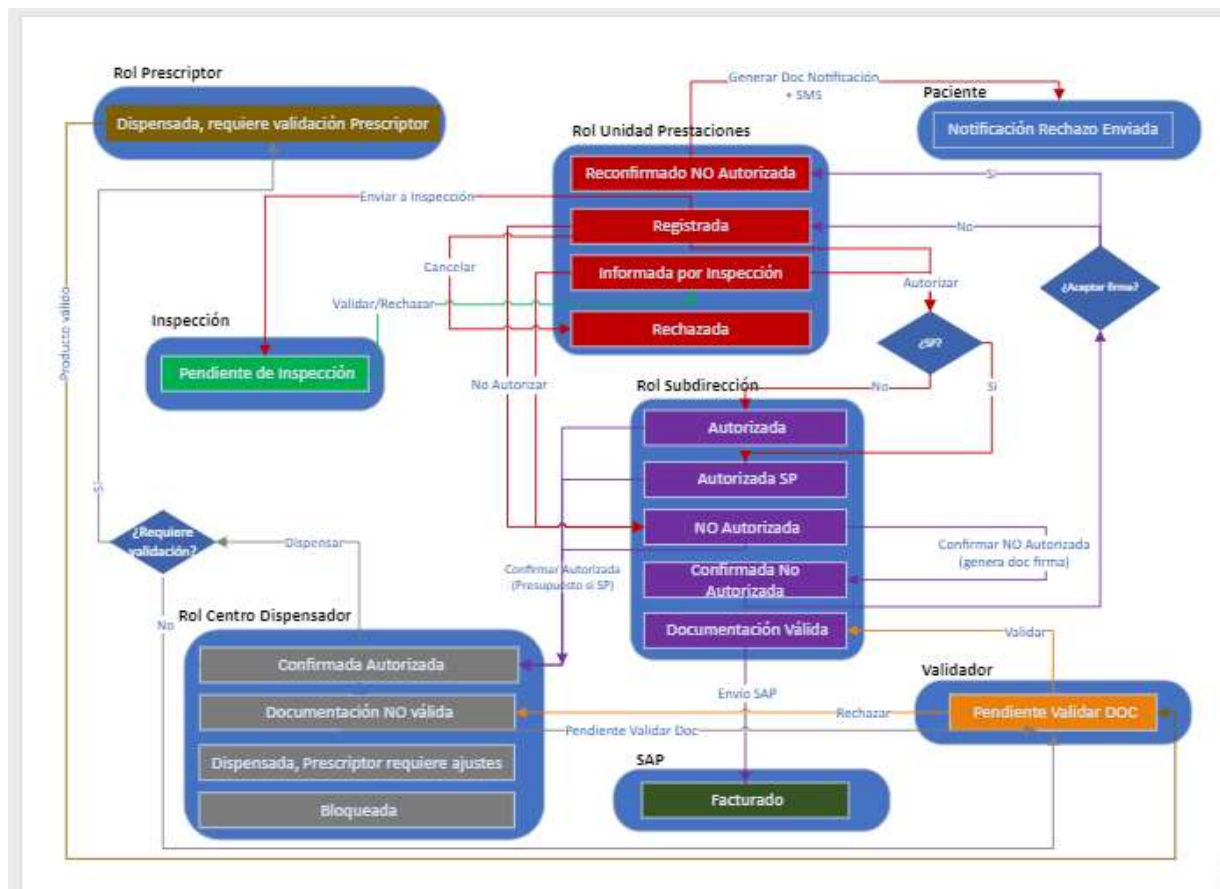 Rol Prescriptor
Dispensada, requiere validación Prescriptor
Generar Doc Notificación
+ SMS
Paciente
Notificación Rechazo Enviada
Rol Unidad Prestaciones
Reconfirmado NO Autorizada
Sí
Enviar a Inspección
Registrada
No
Cancelar
Informada por Inspección
Autorizar
¿Aceptar firma?
Validar/Rechazar
Inspección
Rechazada
¿SP?
Producto válido
Pendiente de Inspección
No Autorizar
Rol Subdirección
No
Sí
Autorizada
Autorizada SP
Sí
¿Requiere
validación?
Dispensar
NO Autorizada
Confirmar NO Autorizada
(genera doc firma)
Confirmar Autorizada
(Presupuesto si SP)
Confirmada No
Autorizada
Rol Centro Dispensador
No
Documentación Válida
Validar
Confirmada Autorizada
Validador
Envío SAP
Documentación NO válida
Rechazar
Pendiente Validar DOC
Pendiente Validar Doc
Dispensada, Prescriptor requiere ajustes
SAP
Facturado
Bloqueada